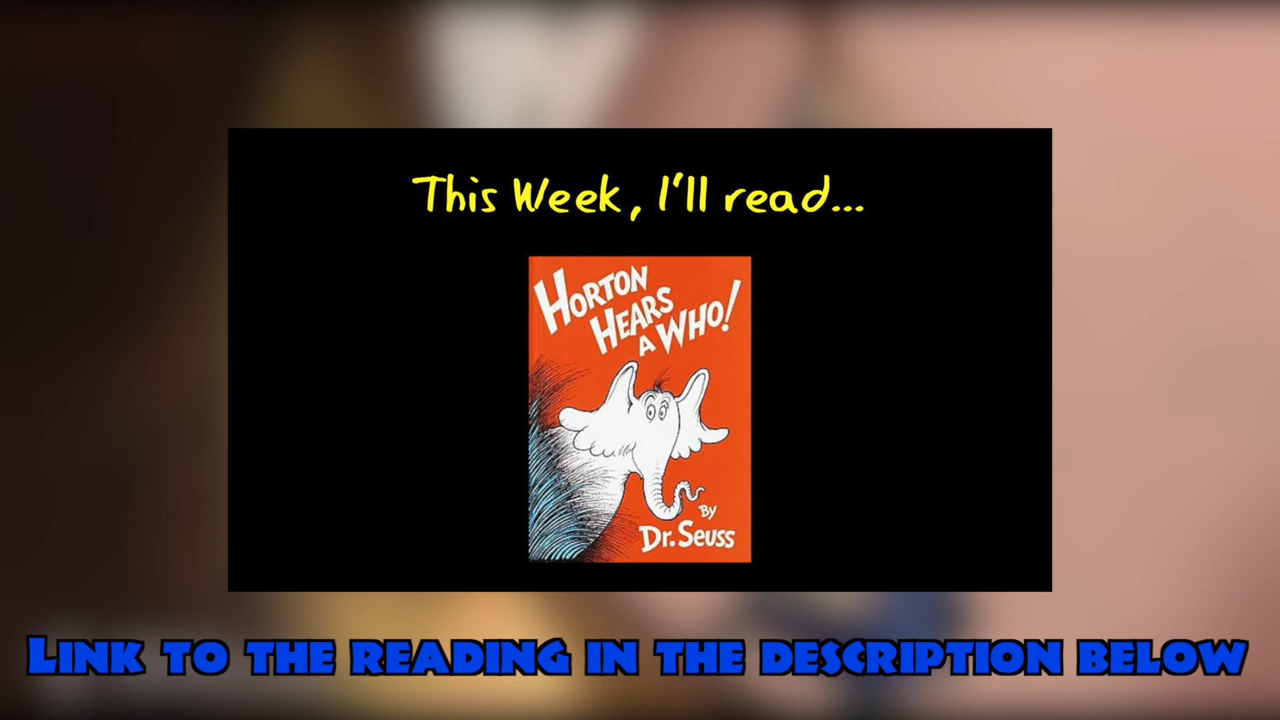 This Week, I'll read...
HORTON
HEARS
A WHO!
By
Dr. Seuss
LINK TO THE READING IN THE DESCRIPTION BELOW